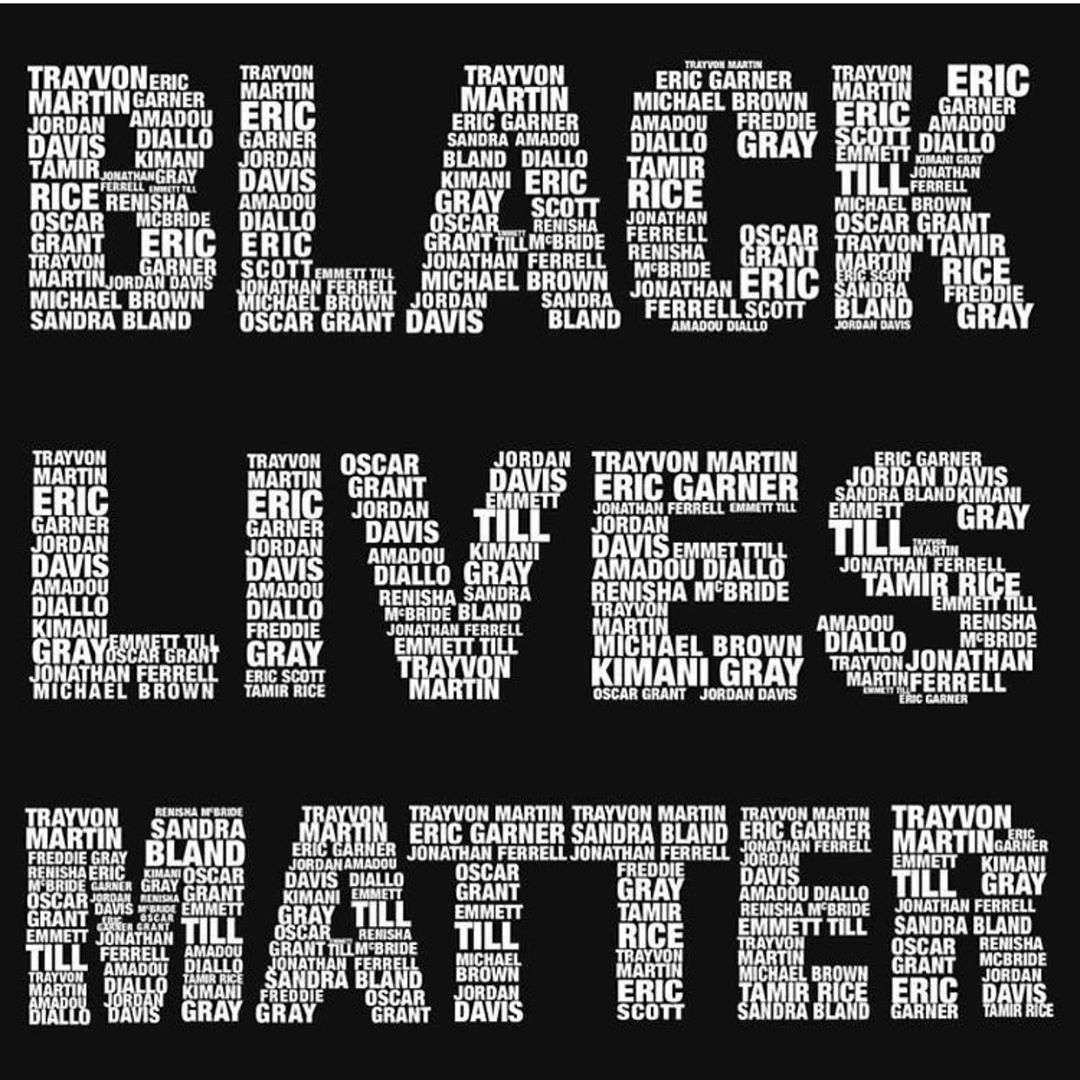 TRAYVON ERIC
MARTIN GARNER
JORDAN AMADOU
DAVIS DIALLO
TAMIR JONATHAN KIMANI
RICE FERRELL GRAY
EMMETT TILL
RENISHA
OSCAR MCBRIDE
GRANT ERIC
TRAYVON GARNER
MARTIN JORDAN DAVIS
MICHAEL BROWN
SANDRA BLAND
TRAYVON
MARTIN
ERIC
GARNER
JORDAN
DAVIS
AMADOU
DIALLO
ERIC
SCOTT EMMETT TILL
JONATHAN FERRELL
MICHAEL BROWN
OSCAR GRANT
TRAYVON
MARTIN
ERIC GARNER
SANDRA AMADOU
BLAND DIALLO
KIMANI ERIC
GRAY SCOTT
OSCAR EMMETT RENISHA
GRANT TILL MCBRIDE
JONATHAN FERRELL
MICHAEL BROWN
JORDAN SANDRA
DAVIS BLAND
TRAYVON MARTIN
ERIC GARNER
MICHAEL BROWN
AMADOU FREDDIE
DIALLO GRAY
TAMIR
RICE
JONATHAN
FERRELL OSCAR
RENISHA GRANT
MCBRIDE ERIC
JONATHAN
FERRELL SCOTT
AMADOU DIALLO
TRAYVON ERIC
MARTIN GARNER
ERIC AMADOU
SCOTT DIALLO
EMMETT KIMANI GRAY
TILL JONATHAN
FERRELL
MICHAEL BROWN
OSCAR GRANT
TRAYVON TAMIR
MARTIN RICE
ERIC SCOTT
SANDRA FREDDIE
BLAND GRAY
JORDAN DAVIS
TRAYVON
MARTIN
ERIC
GARNER
JORDAN
DAVIS
AMADOU
DIALLO
KIMANI
GRAY EMMETT TILL
OSCAR GRANT
JONATHAN FERRELL
MICHAEL BROWN
TRAYVON
MARTIN
ERIC
GARNER
JORDAN
DAVIS
AMADOU
DIALLO
FREDDIE
GRAY
ERIC SCOTT
TAMIR RICE
OSCAR JORDAN
GRANT DAVIS
JORDAN EMMETT
DAVIS TILL
AMADOU KIMANI
DIALLO GRAY
RENISHA SANDRA
MCBRIDE BLAND
JONATHAN FERRELL
EMMETT TILL
TRAYVON
MARTIN
TRAYVON MARTIN
ERIC GARNER
JONATHAN FERRELL EMMETT TILL
JORDAN
DAVIS EMMET TTILL
AMADOU DIALLO
RENISHA MCBRIDE
TRAYVON
MARTIN
MICHAEL BROWN
KIMANI GRAY
OSCAR GRANT JORDAN DAVIS
ERIC GARNER
JORDAN DAVIS
SANDRA BLAND KIMANI
EMMETT GRAY
TILL TRAYVON
MARTIN
JONATHAN FERRELL
TAMIR RICE
EMMETT TILL
AMADOU RENISHA
DIALLO MCBRIDE
TRAYVON JONATHAN
MARTIN FERRELL
EMMETT TILL
ERIC GARNER
TRAYVON RENISHA MCBRIDE
MARTIN SANDRA
FREDDIE GRAY BLAND
RENISHA ERIC KIMANI OSCAR
MCBRIDE GARNER GRAY GRANT
OSCAR JORDAN RENISHA EMMETT
GRANT DAVIS MCBRIDE TILL
ERIC OSCAR
GARNER GRANT
EMMETT JONATHAN AMADOU
TILL FERRELL DIALLO
TRAYVON AMADOU TAMIR RICE
MARTIN DIALLO KIMANI
AMADOU JORDAN GRAY
DIALLO DAVIS
TRAYVON
MARTIN
ERIC GARNER
JORDAN AMADOU
DAVIS DIALLO
KIMANI EMMETT
GRAY TILL
OSCAR RENISHA
GRANT TILL MCBRIDE
JONATHAN FERRELL
SANDRA BLAND
FREDDIE OSCAR
GRAY GRANT
TRAYVON MARTIN
ERIC GARNER
JONATHAN FERRELL
OSCAR
GRANT
EMMETT
TILL
MICHAEL
BROWN
JORDAN
DAVIS
TRAYVON MARTIN
SANDRA BLAND
JONATHAN FERRELL
FREDDIE
GRAY
TAMIR
RICE
TRAYVON
MARTIN
ERIC
SCOTT
TRAYVON MARTIN
ERIC GARNER
JONATHAN FERRELL
JORDAN
DAVIS
AMADOU DIALLO
RENISHA MCBRIDE
EMMETT TILL
TRAYVON
MARTIN
MICHAEL BROWN
TAMIR RICE
SANDRA BLAND
TRAYVON
MARTIN ERIC
GARNER
EMMETT KIMANI
TILL GRAY
JONATHAN FERRELL
SANDRA BLAND
OSCAR RENISHA
GRANT MCBRIDE
ERIC JORDAN
GARNER DAVIS
TAMIR RICE